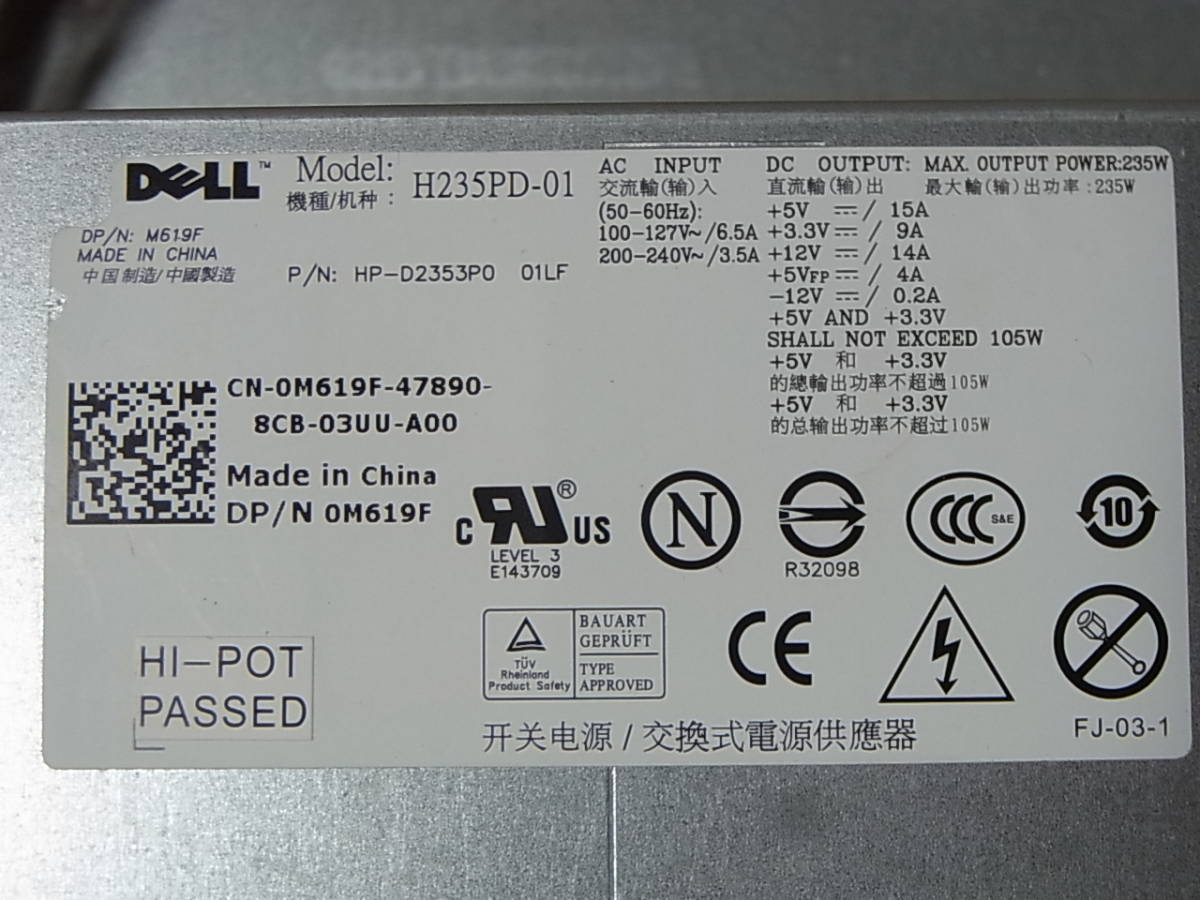 DELL™ Model: H235PD-01
機種/机种 :
DP/N: M619F
MADE IN CHINA
中国制造/中國製造
P/N: HP-D2353P0 01LF
AC INPUT
交流輸(输)入
(50-60Hz):
100-127V~/6.5A
200-240V~/3.5A
DC OUTPUT: MAX. OUTPUT POWER:235W
直流輸(输)出 最大輸(输)出功率:235W
+5V ⎓/ 15A
+3.3V ⎓/ 9A
+12V ⎓/ 14A
+5VFP ⎓/ 4A
-12V ⎓/ 0.2A
+5V AND +3.3V
SHALL NOT EXCEED 105W
+5V 和 +3.3V
的總輸出功率不超過105W
+5V 和 +3.3V
的总输出功率不超过105W
CN-0M619F-47890-
8CB-03UU-A00
Made in China
DP/N 0M619F
c RU® US
LEVEL 3
E143709
N
R32098
CCC S&E
10
TÜV
Rheinland
Product Safety
BAUART
GEPRÜFT
TYPE
APPROVED
CE
HI-POT
PASSED
开关电源 / 交換式電源供應器
FJ-03-1